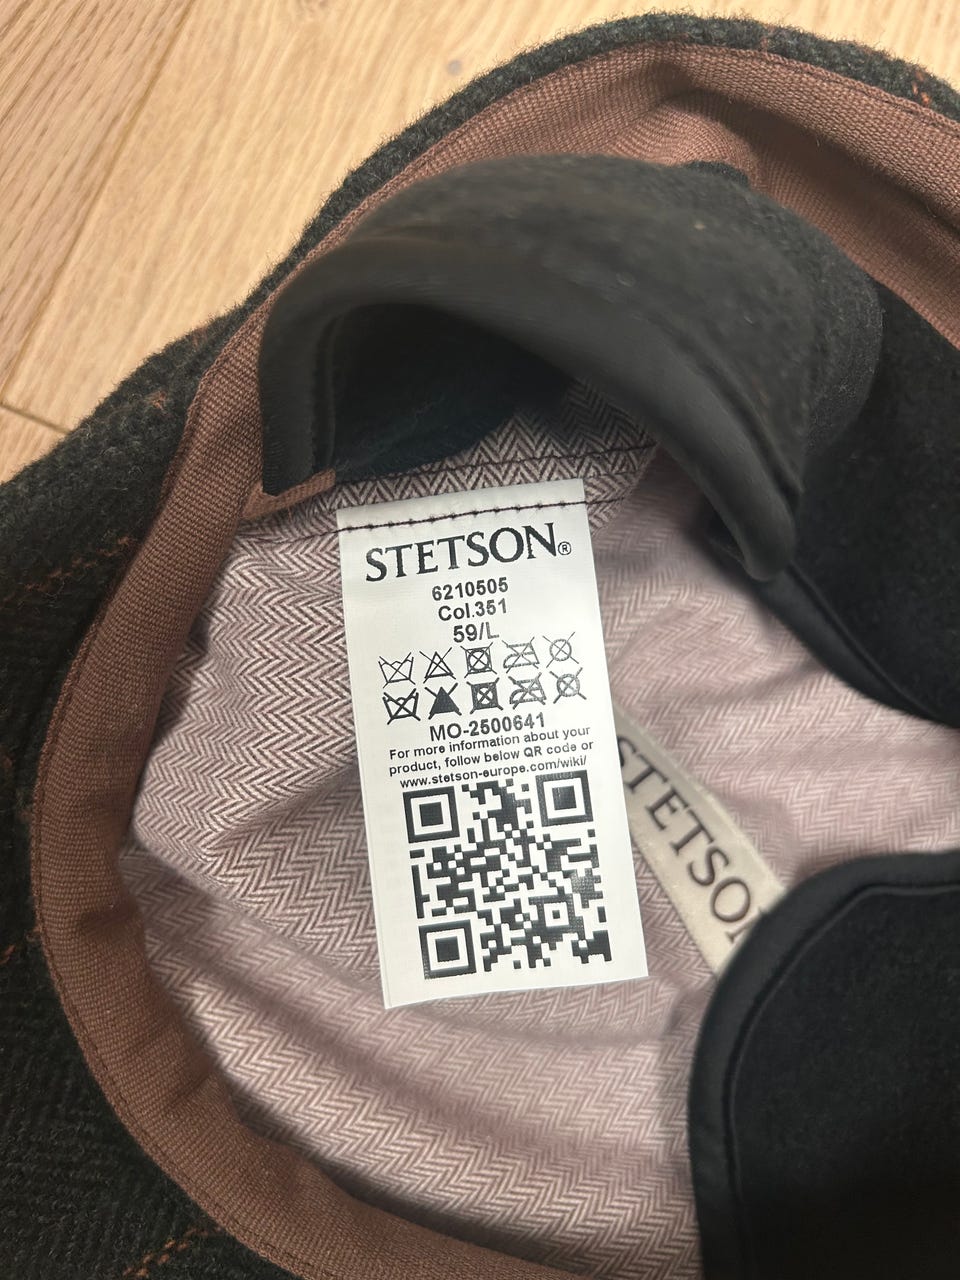 STETSON®
6210505
Col.351
59/L
MO-2500641
For more information about your
product, follow below QR code or
www.stetson-europe.com/wiki/
STETSON